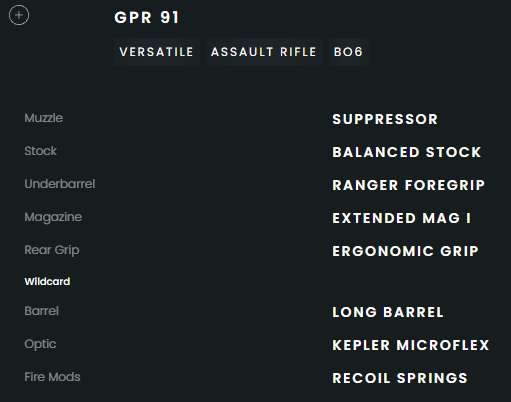 GPR 91
VERSATILE ASSAULT RIFLE BO6
Muzzle SUPPRESSOR
Stock BALANCED STOCK
Underbarrel RANGER FOREGRIP
Magazine EXTENDED MAG I
Rear Grip ERGONOMIC GRIP
Wildcard
Barrel LONG BARREL
Optic KEPLER MICROFLEX
Fire Mods RECOIL SPRINGS